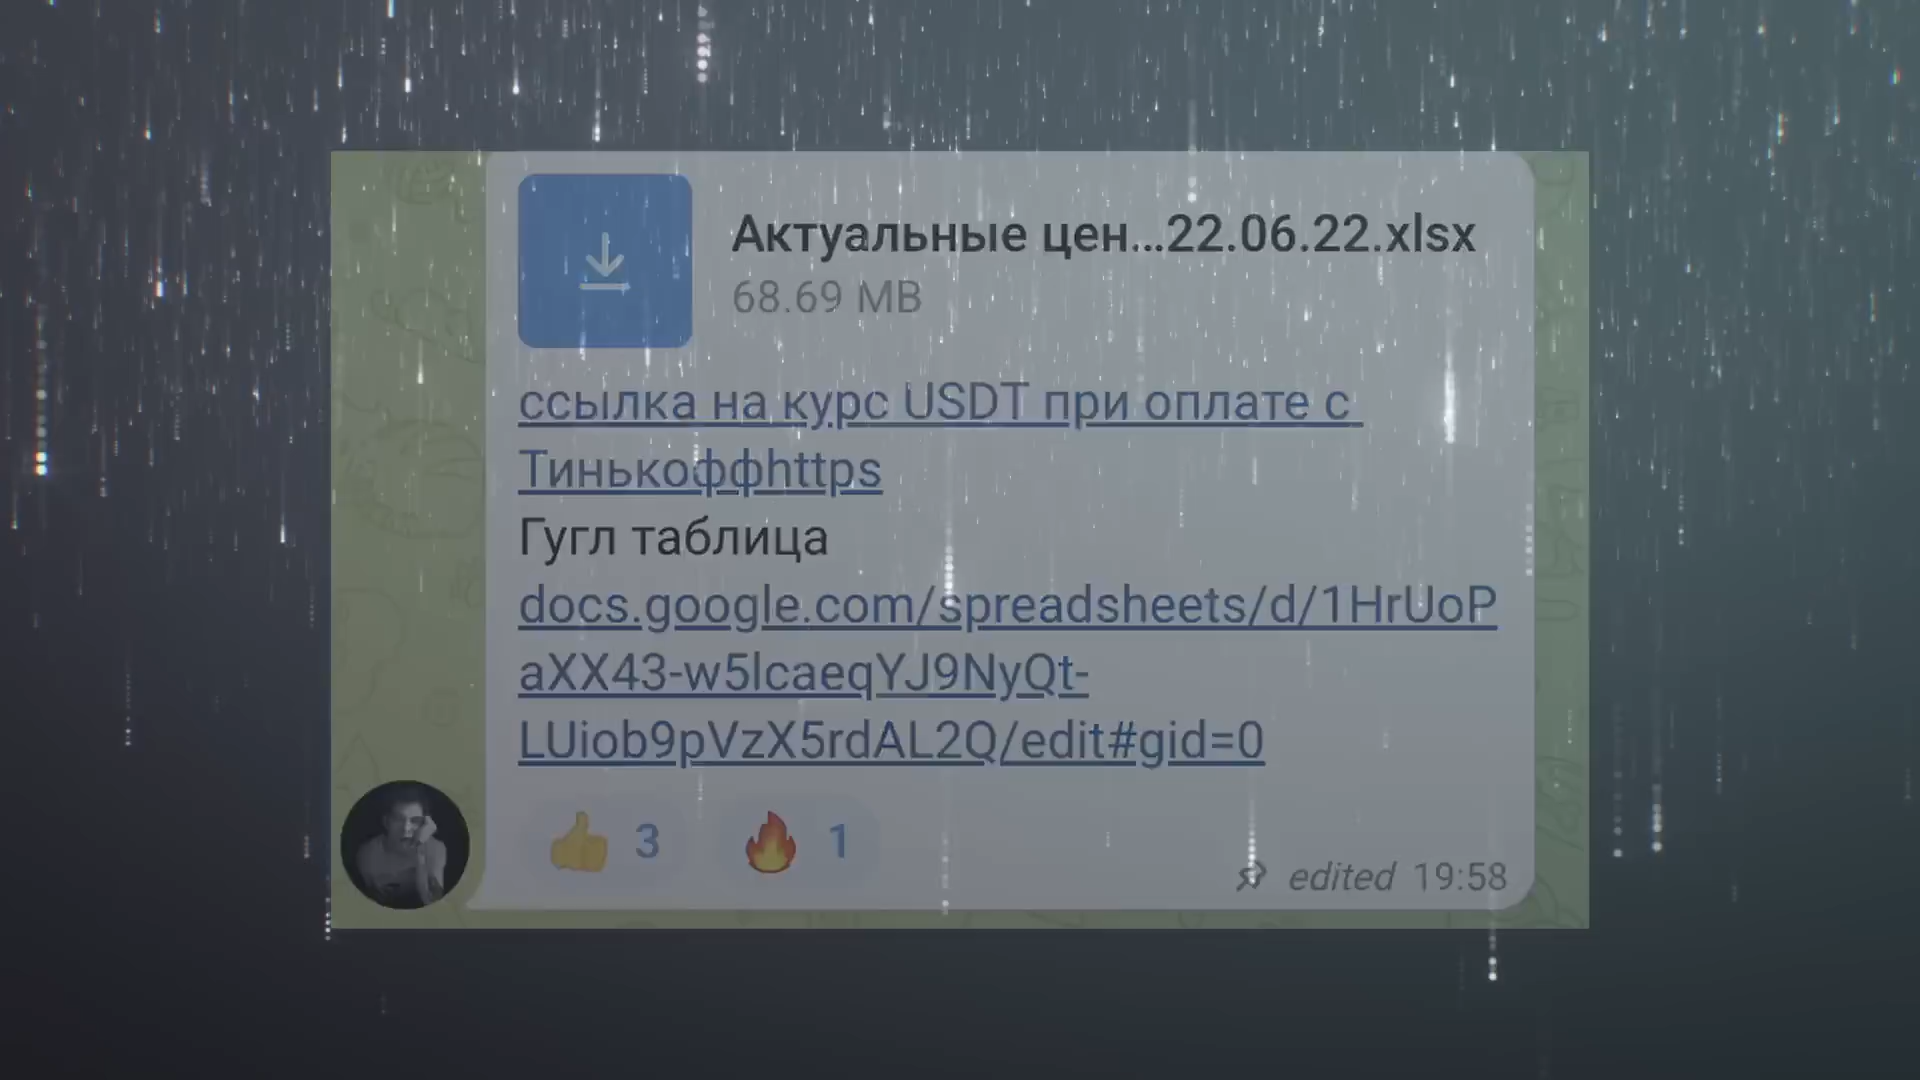 Актуальные цен...22.06.22.xlsx
68.69 MB
ссылка на курс USDT при оплате с
Тинькоффhttps
Гугл таблица
docs.google.com/spreadsheets/d/1HrUoP
aXX43-w5lcaeqYJ9NyQt-
LUiob9pVzX5rdAL2Q/edit#gid=0
3 1
edited 19:58